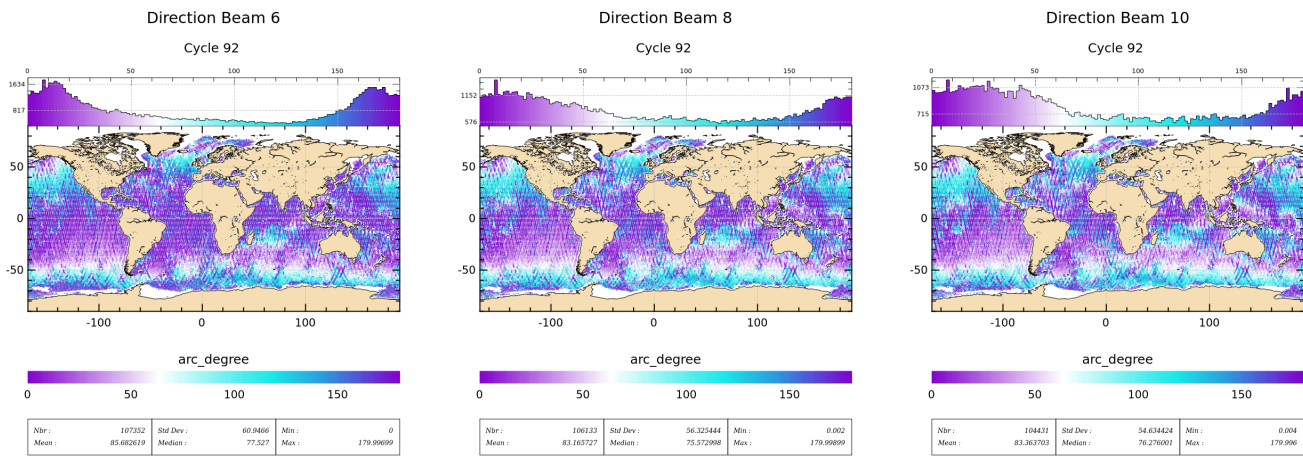 Direction Beam 6
Cycle 92
0 50 100 150
1634
817
50
0
-50
-100 0 100
arc_degree
0 50 100 150
Nbr : 107352 Std Dev : 60.9466 Min : 0
Mean : 85.682619 Median : 77.527 Max : 179.99699
Direction Beam 8
Cycle 92
0 50 100 150
1152
576
50
0
-50
-100 0 100
arc_degree
0 50 100 150
Nbr : 106133 Std Dev : 56.325444 Min : 0.002
Mean : 83.165727 Median : 75.572998 Max : 179.99899
Direction Beam 10
Cycle 92
0 50 100 150
1073
715
50
0
-50
-100 0 100
arc_degree
0 50 100 150
Nbr : 104431 Std Dev : 54.634424 Min : 0.004
Mean : 83.363703 Median : 76.276001 Max : 179.996